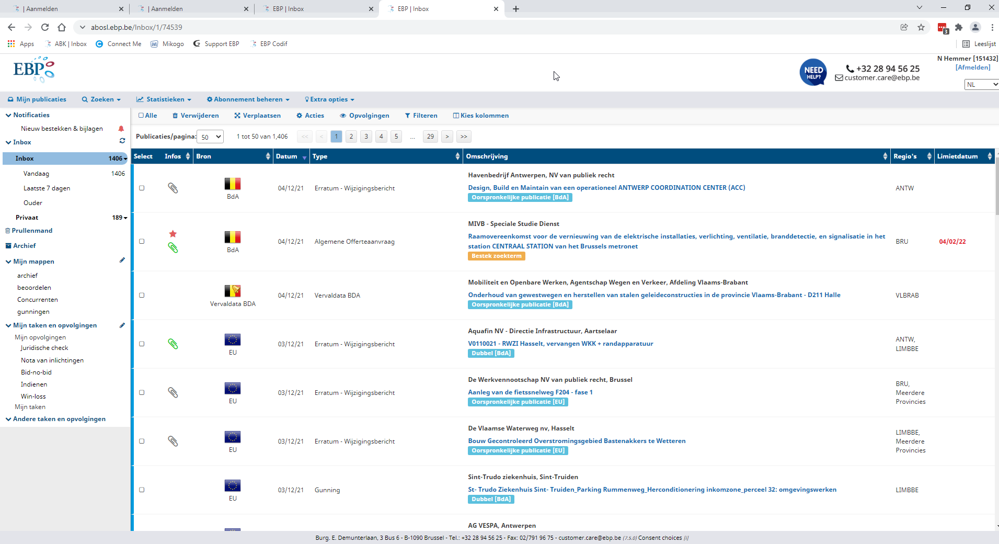 | Aanmelden
| Aanmelden
EBP | Inbox
EBP | Inbox
abosl.ebp.be/Inbox/1/74539
3
Apps
ABK | Inbox
Connect Me
Mikogo
Support EBP
EBP Codif
Leeslijst
EBP
NEED HELP?
+32 28 94 56 25
customer.care@ebp.be
N Hemmer [151432]
[Afmelden]
NL
Mijn publicaties
Zoeken
Statistieken
Abonnement beheren
Extra opties
Notificaties
Nieuw bestekken & bijlagen
Inbox
Inbox 1406
Vandaag 1406
Laatste 7 dagen
Ouder
Privaat 189
Prullenmand
Archief
Mijn mappen
archief
beoordelen
Concurrenten
gunningen
Mijn taken en opvolgingen
Mijn opvolgingen
Juridische check
Nota van inlichtingen
Bid-no-bid
Indienen
Win-loss
Mijn taken
Andere taken en opvolgingen
Alle
Verwijderen
Verplaatsen
Acties
Opvolgingen
Filteren
Kies kolommen
Publicaties/pagina: 50
1 tot 50 van 1,406
<< < 1 2 3 4 5 ... 29 > >>
Select Infos Bron Datum Type Omschrijving Regio's Limietdatum
Havenbedrijf Antwerpen, NV van publiek recht
BdA 04/12/21 Erratum - Wijzigingsbericht Design, Build en Maintain van een operationeel ANTWERP COORDINATION CENTER (ACC) ANTW
Oorspronkelijke publicatie [BdA]
MIVB - Speciale Studie Dienst
BdA 04/12/21 Algemene Offerteaanvraag Raamovereenkomst voor de vernieuwing van de elektrische installaties, verlichting, ventilatie, branddetectie, en signalisatie in het BRU 04/02/22
station CENTRAAL STATION van het Brussels metronet
Bestek zoekterm
Mobiliteit en Openbare Werken, Agentschap Wegen en Verkeer, Afdeling Vlaams-Brabant
Vervaldata BDA 04/12/21 Vervaldata BDA Onderhoud van gewestwegen en herstellen van stalen geleideconstructies in de provincie Vlaams-Brabant - D211 Halle VLBRAB
Oorspronkelijke publicatie [BdA]
Aquafin NV - Directie Infrastructuur, Aartselaar
EU 03/12/21 Erratum - Wijzigingsbericht V0110021 - RWZI Hasselt, vervangen WKK + randapparatuur ANTW,
LIMBBE
Dubbel [BdA]
De Werkvennootschap NV van publiek recht, Brussel
EU 03/12/21 Erratum - Wijzigingsbericht Aanleg van de fietssnelweg F204 - fase 1 BRU,
Meerdere
Provincies
Oorspronkelijke publicatie [EU]
De Vlaamse Waterweg nv, Hasselt
EU 03/12/21 Erratum - Wijzigingsbericht Bouw Gecontroleerd Overstromingsgebied Bastenakkers te Wetteren LIMBBE,
Meerdere
Provincies
Oorspronkelijke publicatie [EU]
Sint-Trudo ziekenhuis, Sint-Truiden
EU 03/12/21 Gunning St- Trudo Ziekenhuis Sint- Truiden_Parking Rummenweg_Herconditionering inkomzone_perceel 32: omgevingswerken LIMBBE
Dubbel [BdA]
AG VESPA, Antwerpen
Burg. E. Demunterlaan, 3 Bus 6 - B-1090 Brussel - Tel.: +32 28 94 56 25 - Fax: 02/791 96 75 - customer.care@ebp.be (7.5.0) Consent choices [i]